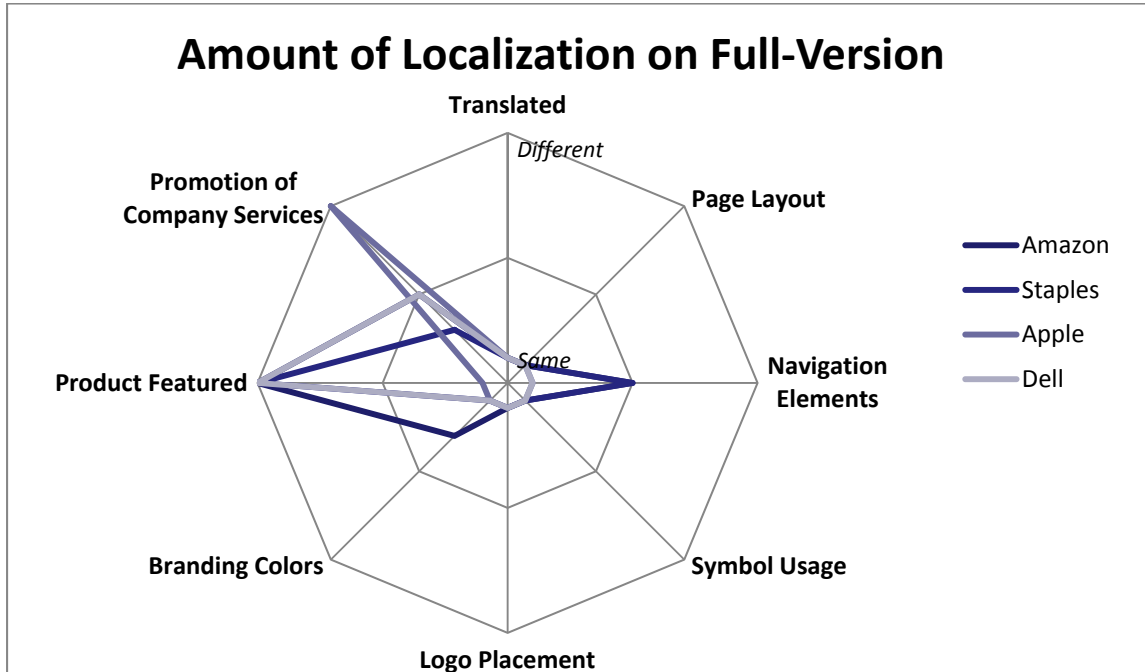 Amount of Localization on Full-Version
Translated
Different
Promotion of
Company Services
Page Layout
Amazon
Staples
Apple
Dell
Same
Product Featured
Navigation
Elements
Branding Colors
Symbol Usage
Logo Placement